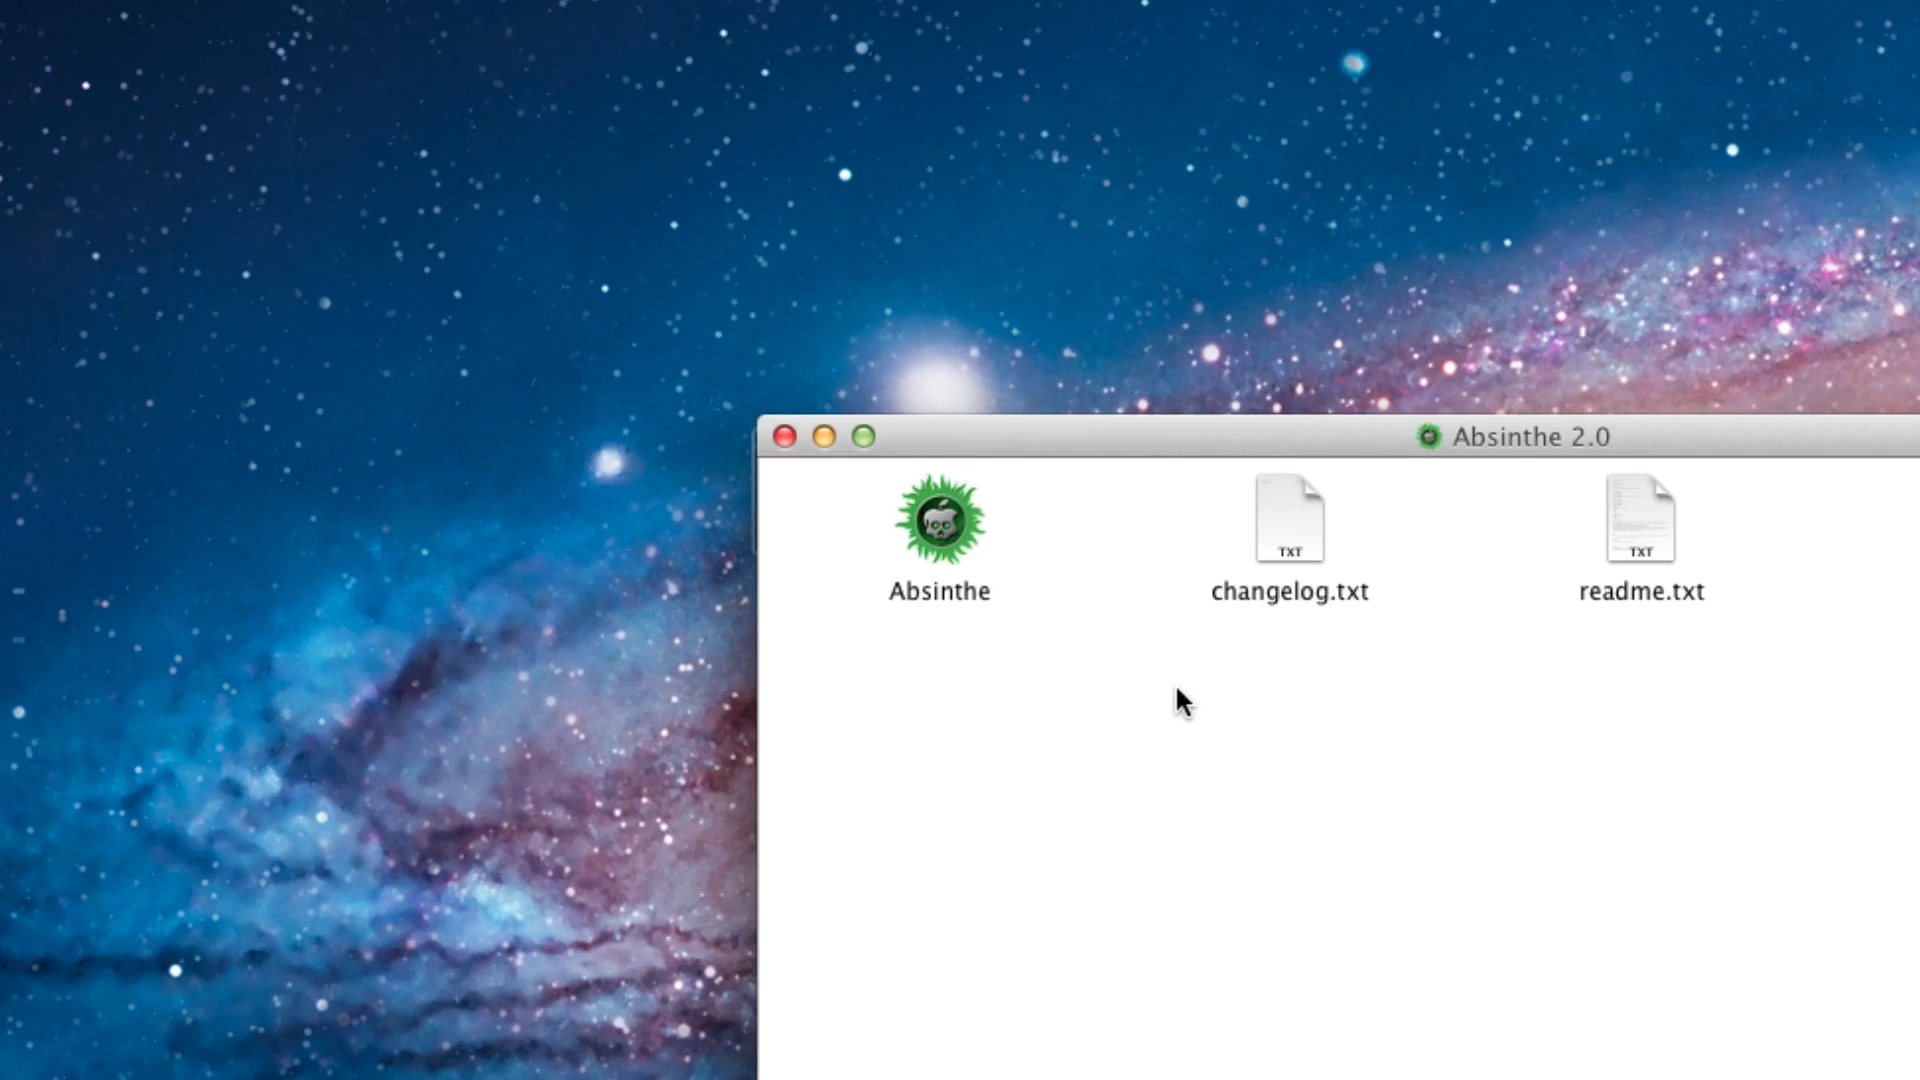 Absinthe 2.0
Absinthe
changelog.txt
readme.txt
TXT
TXT